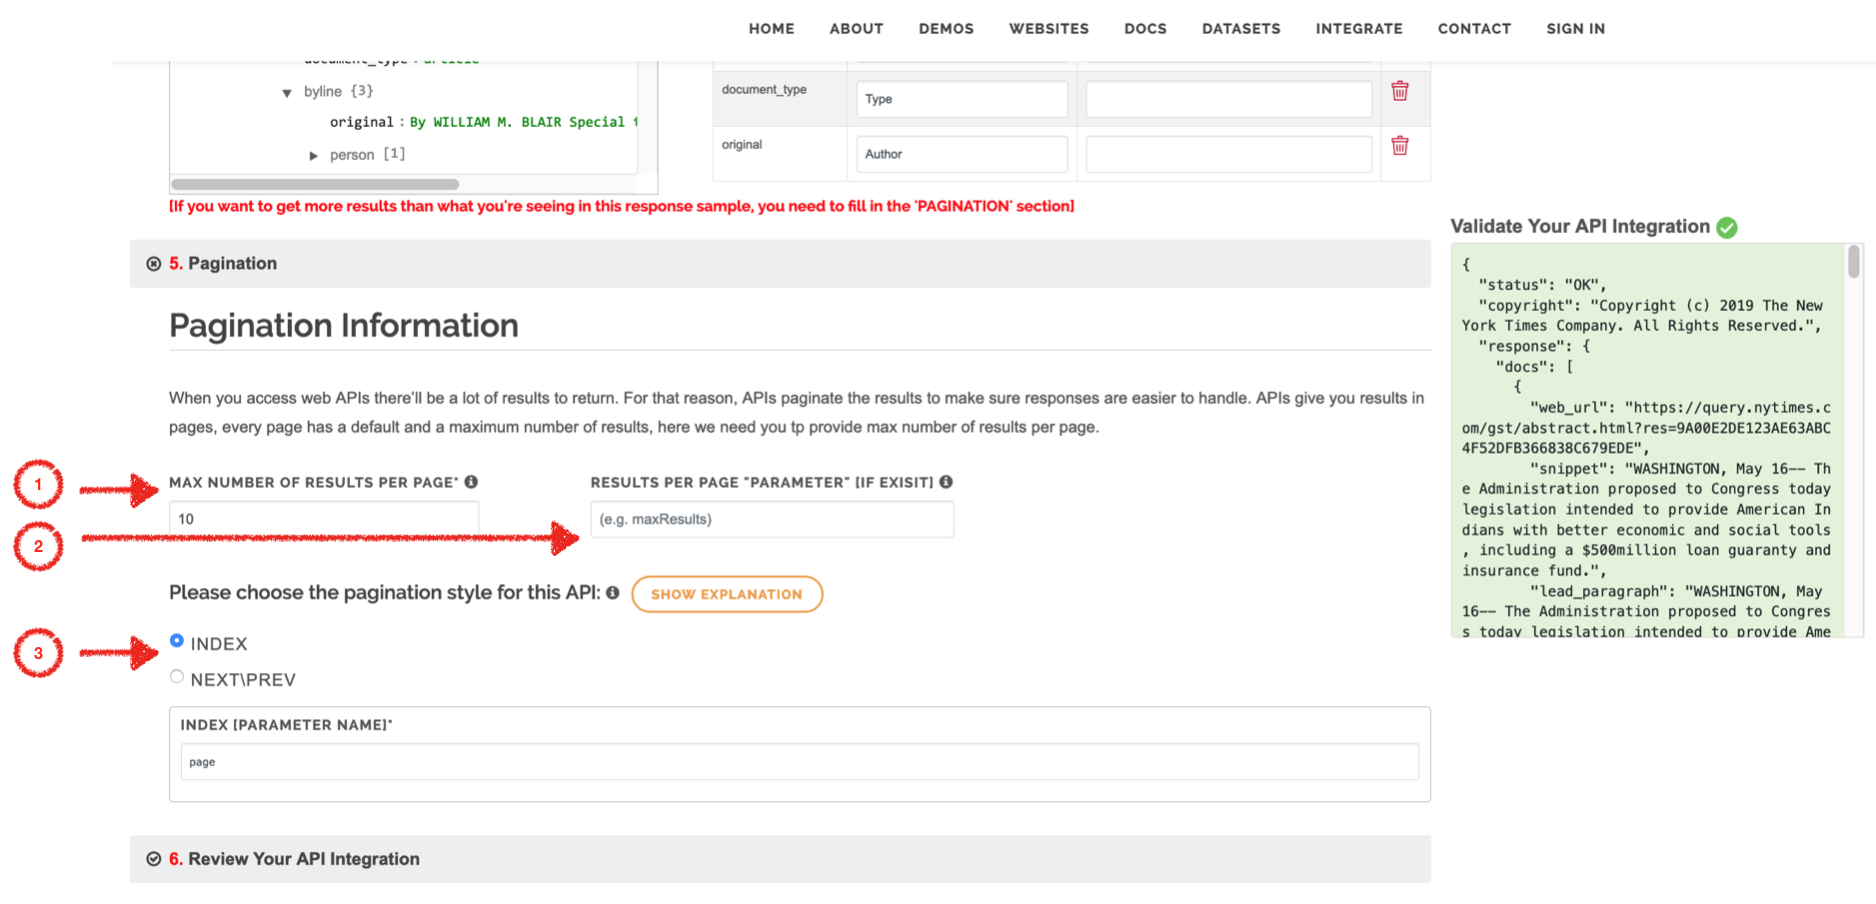 HOME ABOUT DEMOS WEBSITES DOCS DATASETS INTEGRATE CONTACT SIGN IN
document_type : article
▼ byline {3}
original : By WILLIAM M. BLAIR Special t
▶ person [1]
document_type Type
original Author
[If you want to get more results than what you're seeing in this response sample, you need to fill in the 'PAGINATION' section]
5. Pagination
Pagination Information
When you access web APIs there'll be a lot of results to return. For that reason, APIs paginate the results to make sure responses are easier to handle. APIs give you results in
pages, every page has a default and a maximum number of results, here we need you tp provide max number of results per page.
1
MAX NUMBER OF RESULTS PER PAGE* RESULTS PER PAGE "PARAMETER" [IF EXISIT]
10 (e.g. maxResults)
2
Please choose the pagination style for this API: SHOW EXPLANATION
3
INDEX
NEXT\PREV
INDEX [PARAMETER NAME]*
page
6. Review Your API Integration
Validate Your API Integration
{
"status": "OK",
"copyright": "Copyright (c) 2019 The New
York Times Company. All Rights Reserved.",
"response": {
"docs": [
{
"web_url": "https://query.nytimes.c
om/gst/abstract.html?res=9A00E2DE123AE63ABC
4F52DFB366838C679EDE",
"snippet": "WASHINGTON, May 16—— Th
e Administration proposed to Congress today
legislation intended to provide American In
dians with better economic and social tools
, including a $500million loan guaranty and
insurance fund.",
"lead_paragraph": "WASHINGTON, May
16—— The Administration proposed to Congres
s today legislation intended to provide Ame